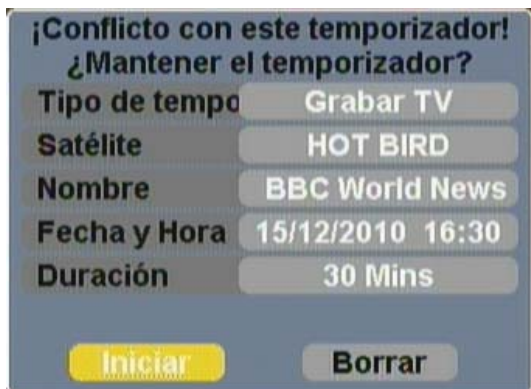 ¡Conflicto con este temporizador!
¿Mantener el temporizador?
Tipo de tempo Grabar TV
Satélite HOT BIRD
Nombre BBC World News
Fecha y Hora 15/12/2010 16:30
Duración 30 Mins
Iniciar Borrar